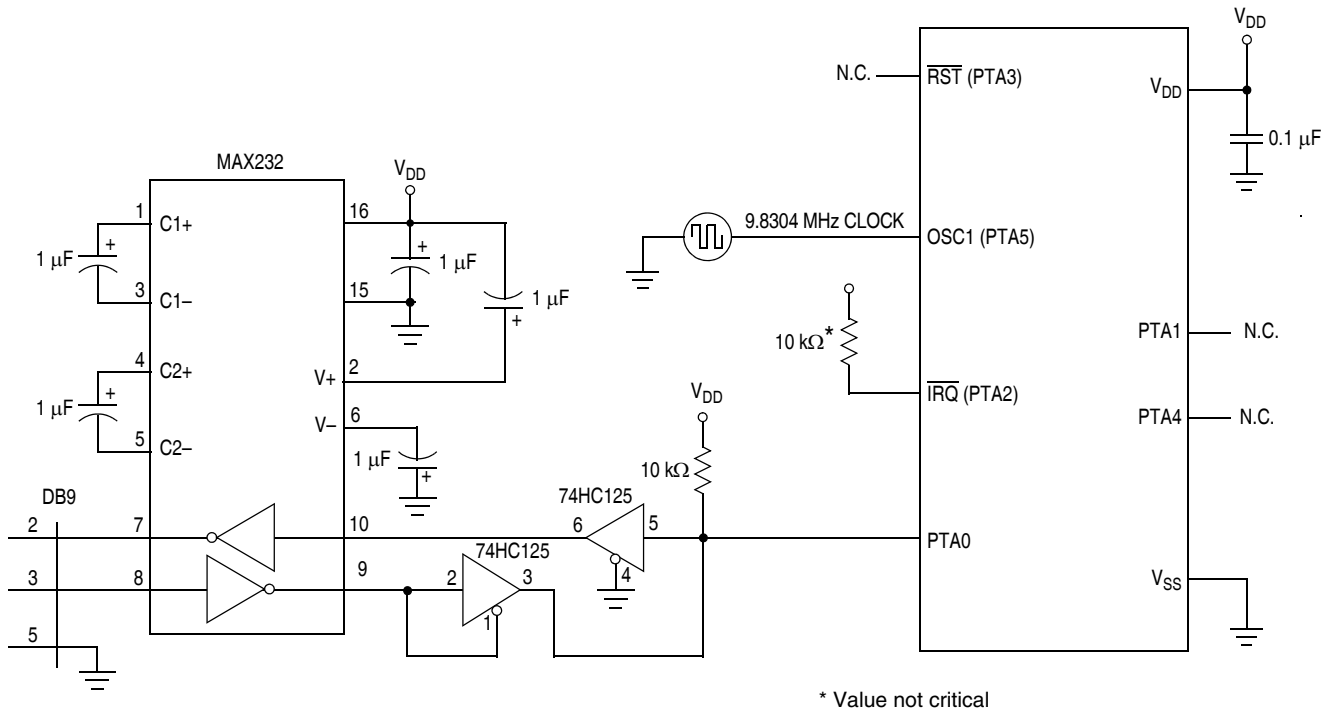 VDD
N.C.
RST (PTA3)
VDD
0.1 µF
MAX232
VDD
1
C1+
16
+
1 µF
+
1 µF
9.8304 MHz CLOCK
OSC1 (PTA5)
3
C1–
15
1 µF
+
10 kΩ*
PTA1
N.C.
4
C2+
V+
2
+
1 µF
VDD
IRQ (PTA2)
PTA4
N.C.
5
C2–
V–
6
1 µF
+
10 kΩ
DB9
74HC125
2
7
10
6
5
4
PTA0
74HC125
3
8
9
2
3
1
VSS
5
* Value not critical